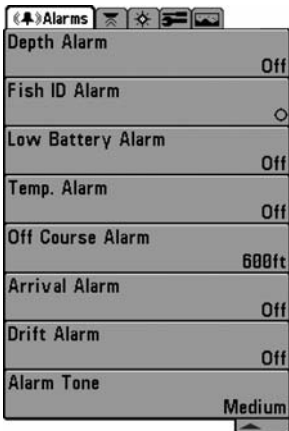 Alarms
Depth Alarm
Off
Fish ID Alarm
Low Battery Alarm
Off
Temp. Alarm
Off
Off Course Alarm
600ft
Arrival Alarm
Off
Drift Alarm
Off
Alarm Tone
Medium